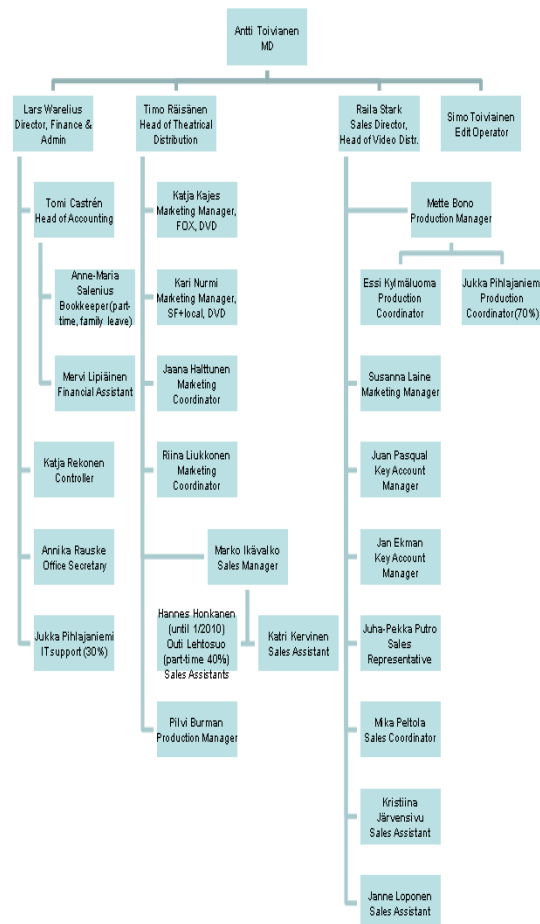 Antti Toivianen
MD
Lars Warelius
Director, Finance &
Admin
Timo Räisänen
Head of Theatrical
Distribution
Raila Stark
Sales Director,
Head of Video Distr.
Simo Toiviainen
Edit Operator
Tomi Castrén
Head of Accounting
Anne-Maria
Salenius
Bookkeeper(part-
time, family leave)
Mervi Lipiäinen
Financial Assistant
Katja Rekonen
Controller
Annika Rauske
Office Secretary
Jukka Pihlajaniemi
IT support (30%)
Katja Kajes
Marketing Manager,
FOX, DVD
Kari Nurmi
Marketing Manager,
SF+local, DVD
Jaana Halttunen
Marketing
Coordinator
Riina Liukkonen
Marketing
Coordinator
Marko Ikävalko
Sales Manager
Hannes Honkanen
(until 1/2010)
Outi Lehtosuo
(part-time 40%)
Sales Assistants
Katri Kervinen
Sales Assistant
Pilvi Burman
Production Manager
Mette Bono
Production Manager
Essi Kylmäluoma
Production
Coordinator
Jukka Pihlajaniem
Production
Coordinator(70%)
Susanna Laine
Marketing Manager
Juan Pasqual
Key Account
Manager
Jan Ekman
Key Account
Manager
Juha-Pekka Putro
Sales
Representative
Mika Peltola
Sales Coordinator
Kristiina
Järvensivu
Sales Assistant
Janne Loponen
Sales Assistant